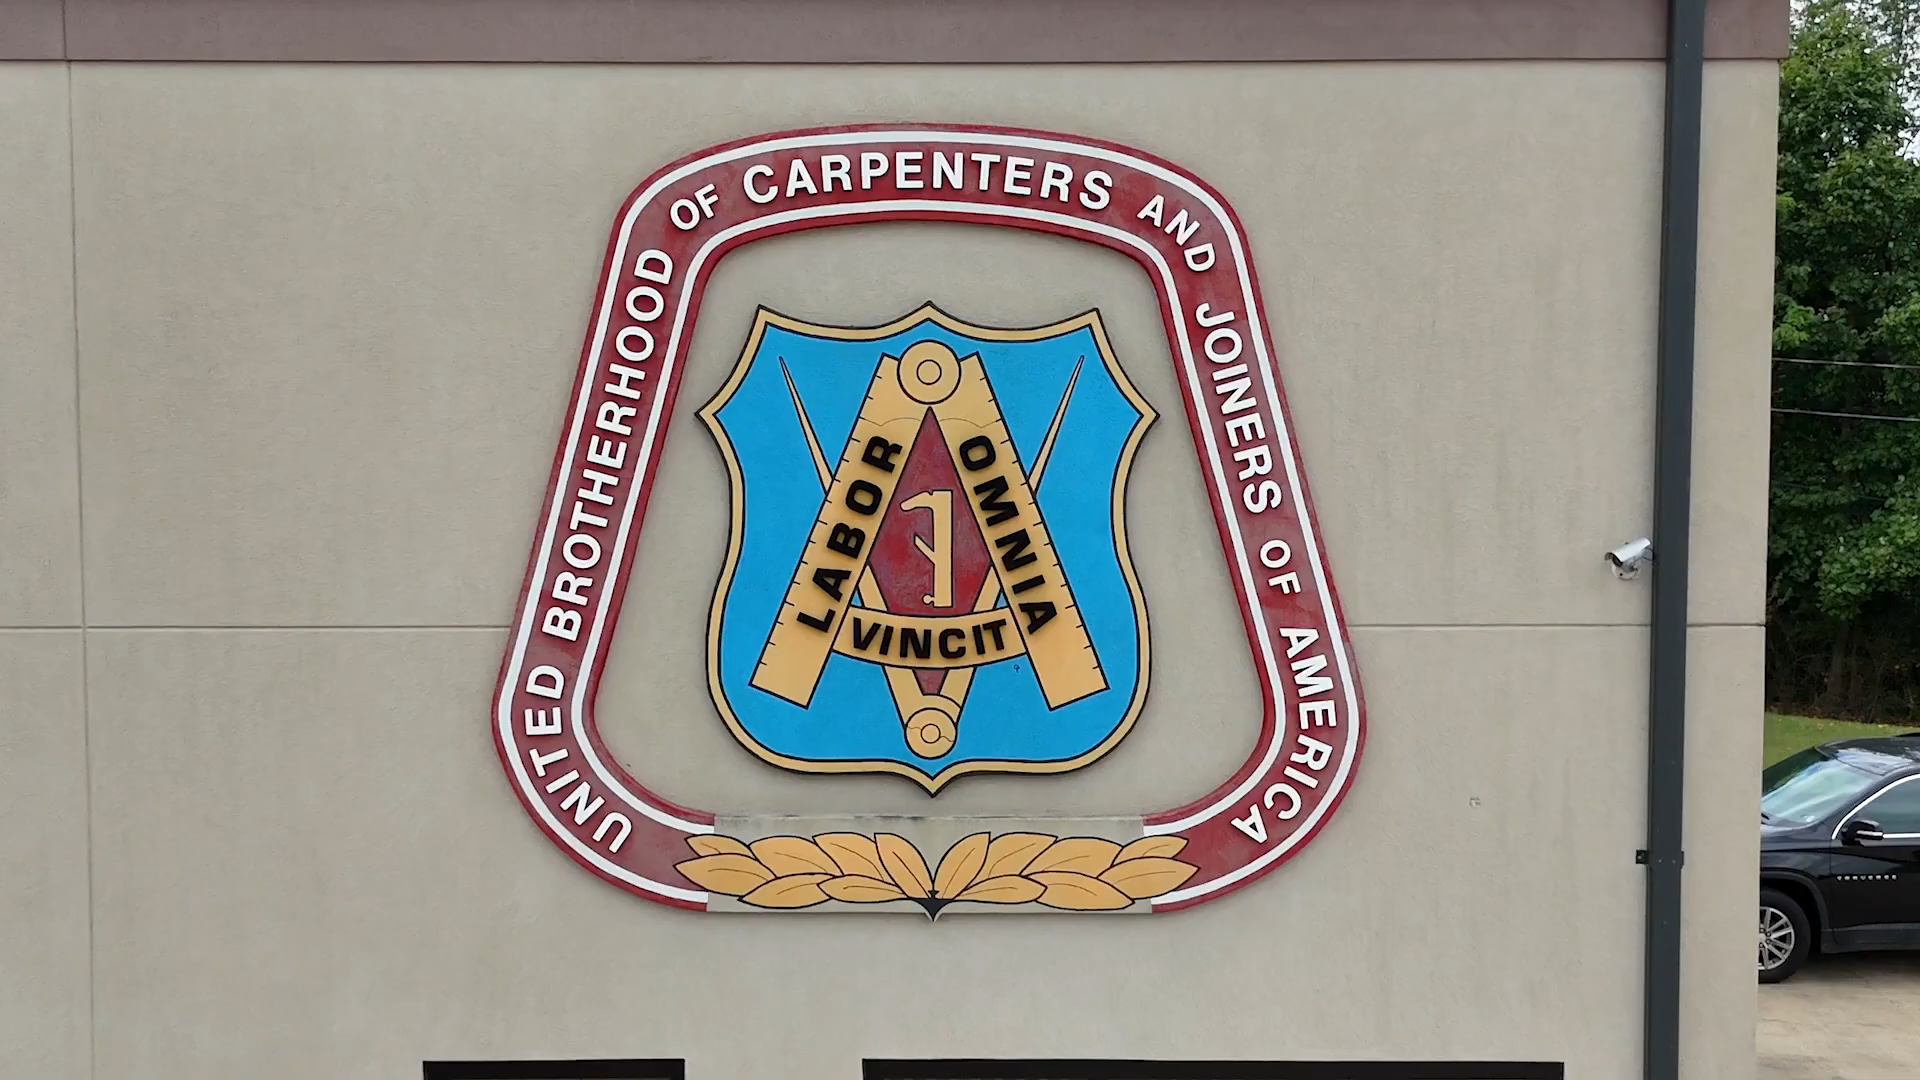 UNITED BROTHERHOOD OF CARPENTERS AND JOINERS OF AMERICA
LABOR
OMNIA
VINCIT